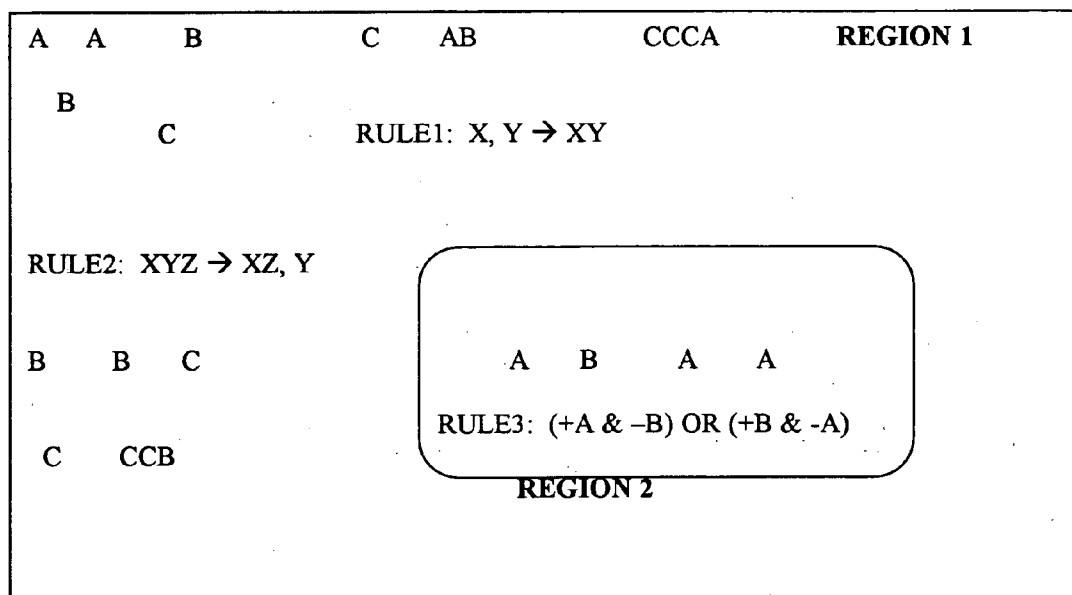 A A B C AB CCCA REGION 1
B
C RULE1: X, Y → XY
RULE2: XYZ → XZ, Y
B B C A B A A
RULE3: (+A & –B) OR (+B & -A)
C CCB
REGION 2